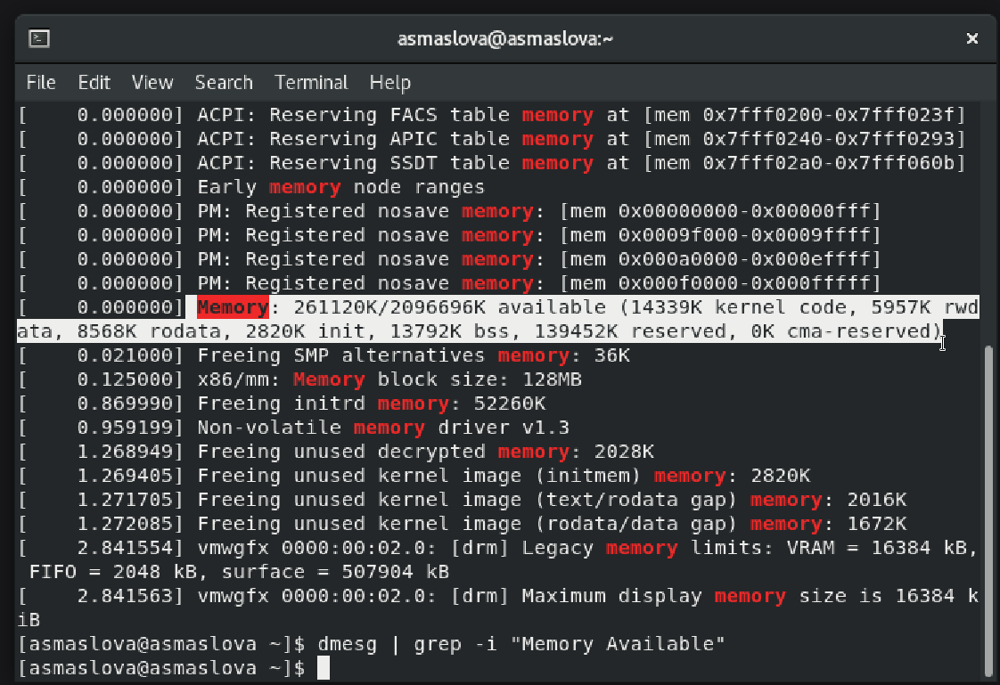 asmaslova@asmaslova:~
File Edit View Search Terminal Help
[    0.000000] ACPI: Reserving FACS table memory at [mem 0x7fff0200-0x7fff023f]
[    0.000000] ACPI: Reserving APIC table memory at [mem 0x7fff0240-0x7fff0293]
[    0.000000] ACPI: Reserving SSDT table memory at [mem 0x7fff02a0-0x7fff060b]
[    0.000000] Early memory node ranges
[    0.000000] PM: Registered nosave memory: [mem 0x00000000-0x00000fff]
[    0.000000] PM: Registered nosave memory: [mem 0x0009f000-0x0009ffff]
[    0.000000] PM: Registered nosave memory: [mem 0x000a0000-0x000effff]
[    0.000000] PM: Registered nosave memory: [mem 0x000f0000-0x000fffff]
[    0.000000] Memory: 261120K/2096696K available (14339K kernel code, 5957K rwd
ata, 8568K rodata, 2820K init, 13792K bss, 139452K reserved, 0K cma-reserved)
[    0.021000] Freeing SMP alternatives memory: 36K
[    0.125000] x86/mm: Memory block size: 128MB
[    0.869990] Freeing initrd memory: 52260K
[    0.959199] Non-volatile memory driver v1.3
[    1.268949] Freeing unused decrypted memory: 2028K
[    1.269405] Freeing unused kernel image (initmem) memory: 2820K
[    1.271705] Freeing unused kernel image (text/rodata gap) memory: 2016K
[    1.272085] Freeing unused kernel image (rodata/data gap) memory: 1672K
[    2.841554] vmwgfx 0000:00:02.0: [drm] Legacy memory limits: VRAM = 16384 kB,
 FIFO = 2048 kB, surface = 507904 kB
[    2.841563] vmwgfx 0000:00:02.0: [drm] Maximum display memory size is 16384 k
iB
[asmaslova@asmaslova ~]$ dmesg | grep -i "Memory Available"
[asmaslova@asmaslova ~]$